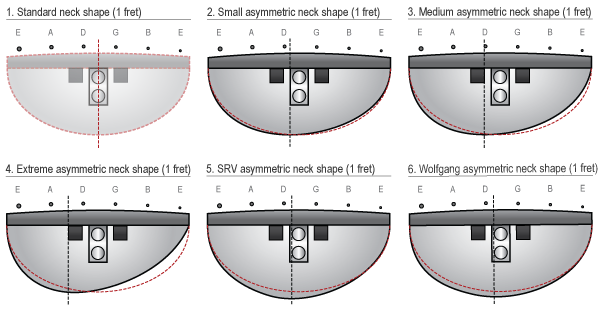 1. Standard neck shape (1 fret)
E A D G B E
2. Small asymmetric neck shape (1 fret)
E A D G B E
3. Medium asymmetric neck shape (1 fret)
E A D G B E
4. Extreme asymmetric neck shape (1 fret)
E A D G B E
5. SRV asymmetric neck shape (1 fret)
E A D G B E
6. Wolfgang asymmetric neck shape (1 fret)
E A D G B E